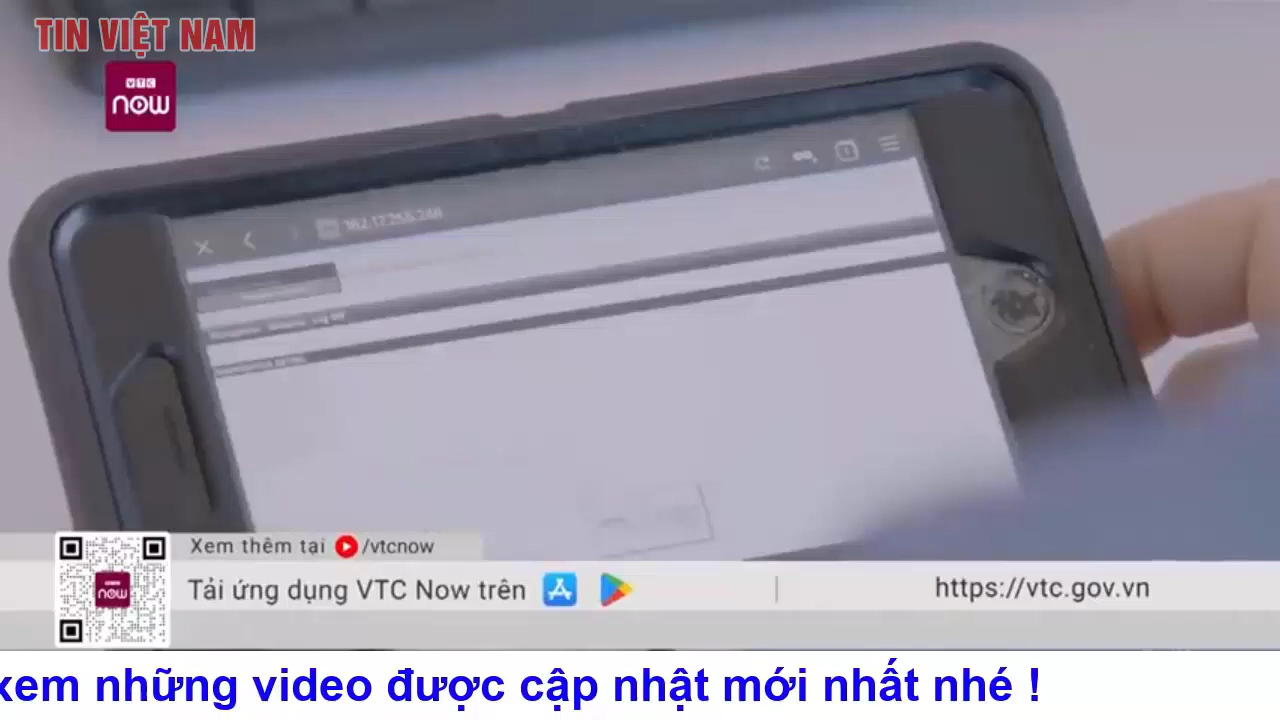 TIN VIỆT NAM
VTC
now
Xem thêm tại /vtcnow
now
Tải ứng dụng VTC Now trên
https://vtc.gov.vn
xem những video được cập nhật mới nhất nhé !